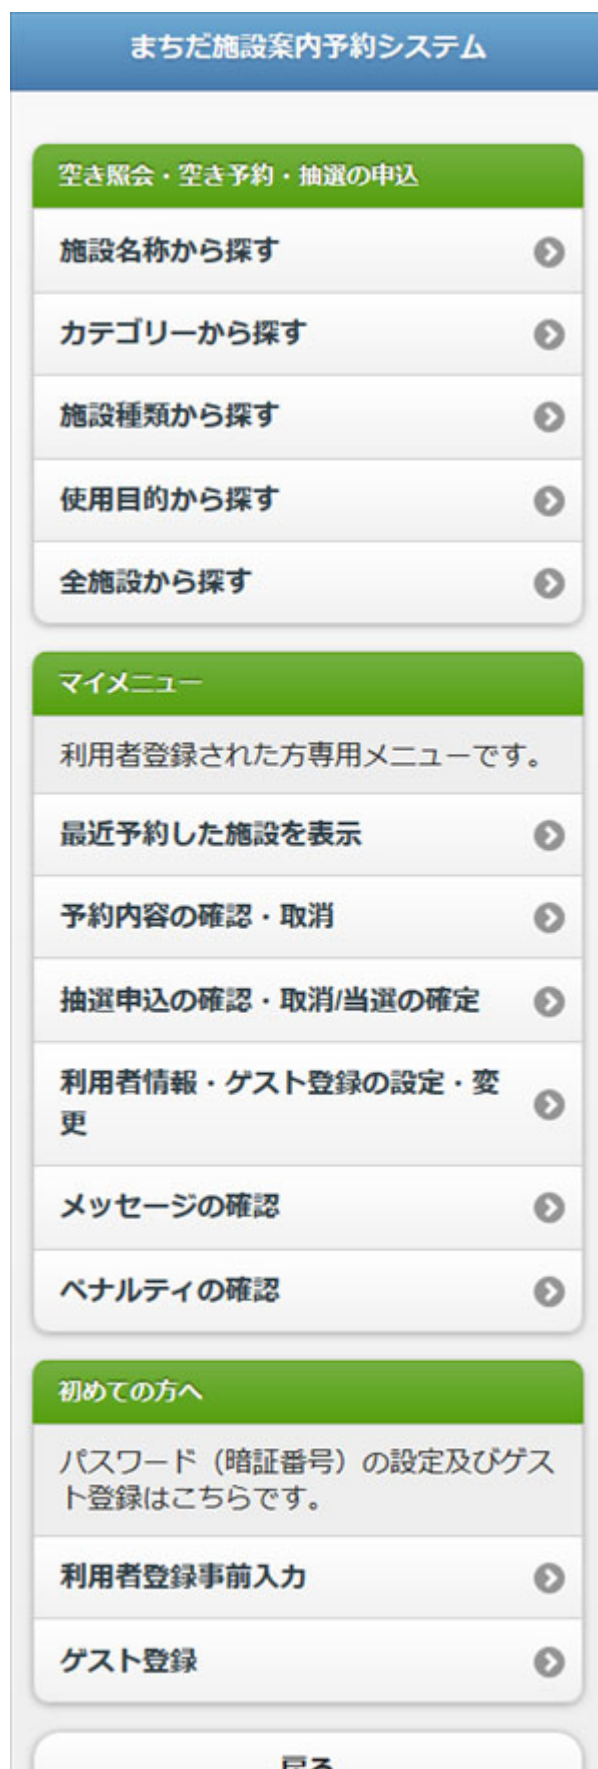 まちだ施設案内予約システム
空き照会・空き予約・抽選の申込
施設名称から探す
カテゴリーから探す
施設種類から探す
使用目的から探す
全施設から探す
マイメニュー
利用者登録された方専用メニューです。
最近予約した施設を表示
予約内容の確認・取消
抽選申込の確認・取消/当選の確定
利用者情報・ゲスト登録の設定・変
更
メッセージの確認
ペナルティの確認
初めての方へ
パスワード（暗証番号）の設定及びゲス
ト登録はこちらです。
利用者登録事前入力
ゲスト登録
戻る